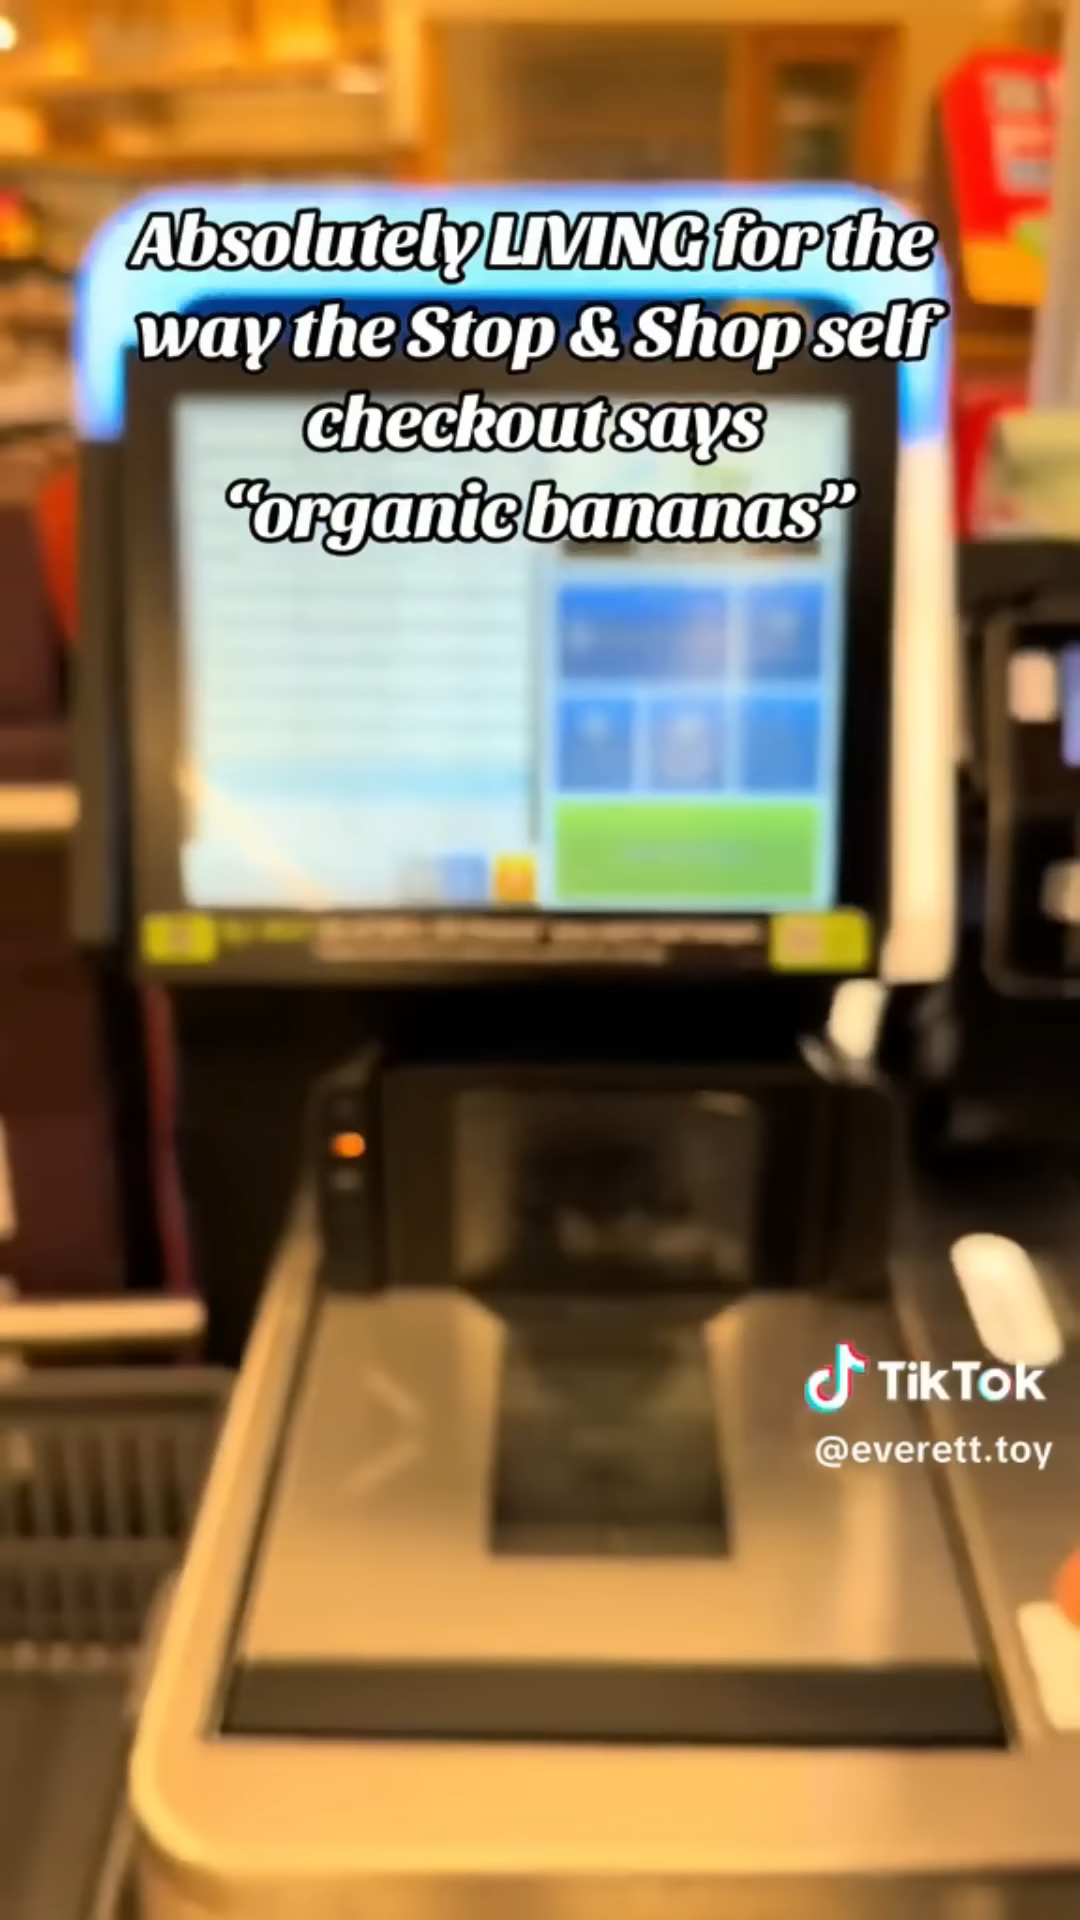 Absolutely LIVING for the
way the Stop & Shop self
checkout says
“organic bananas”
TikTok
@everett.toy